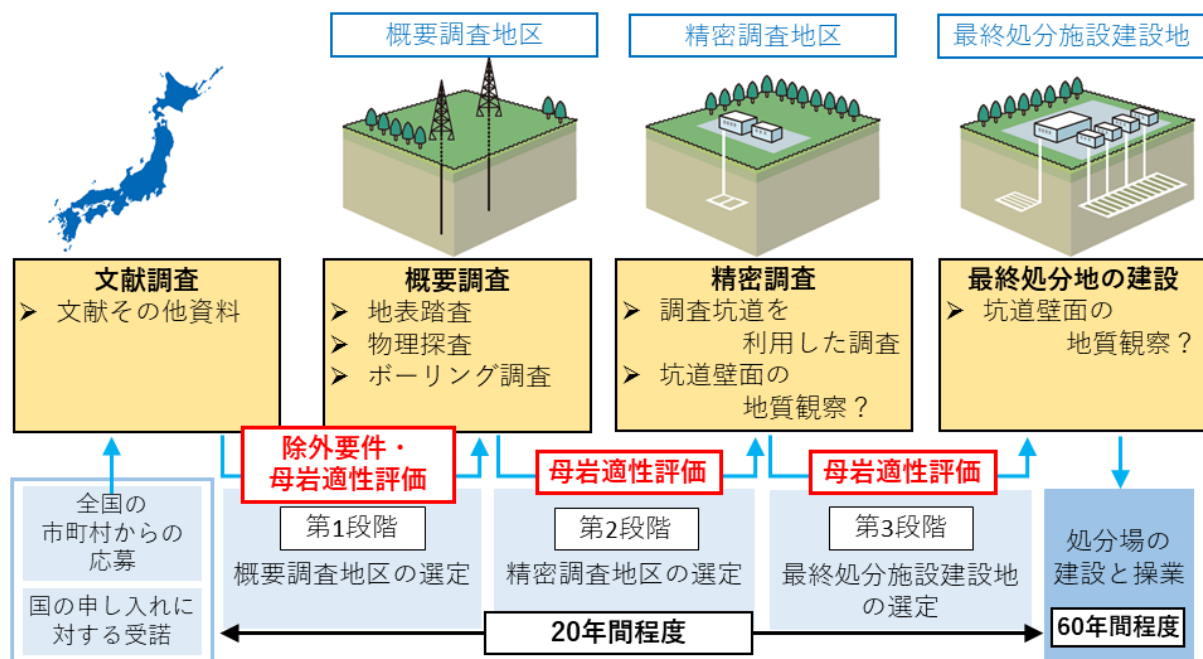 概要調査地区
精密調査地区
最終処分施設建設地
文献調査
➢ 文献その他資料
概要調査
➢ 地表踏査
➢ 物理探査
➢ ボーリング調査
精密調査
➢ 調査坑道を
利用した調査
➢ 坑道壁面の
地質観察？
最終処分地の建設
➢ 坑道壁面の
地質観察？
除外要件・
母岩適性評価
母岩適性評価
母岩適性評価
全国の
市町村からの
応募
国の申し入れに
対する受諾
第1段階
概要調査地区の選定
第2段階
精密調査地区の選定
第3段階
最終処分施設建設地
の選定
処分場の
建設と操業
20年間程度
60年間程度